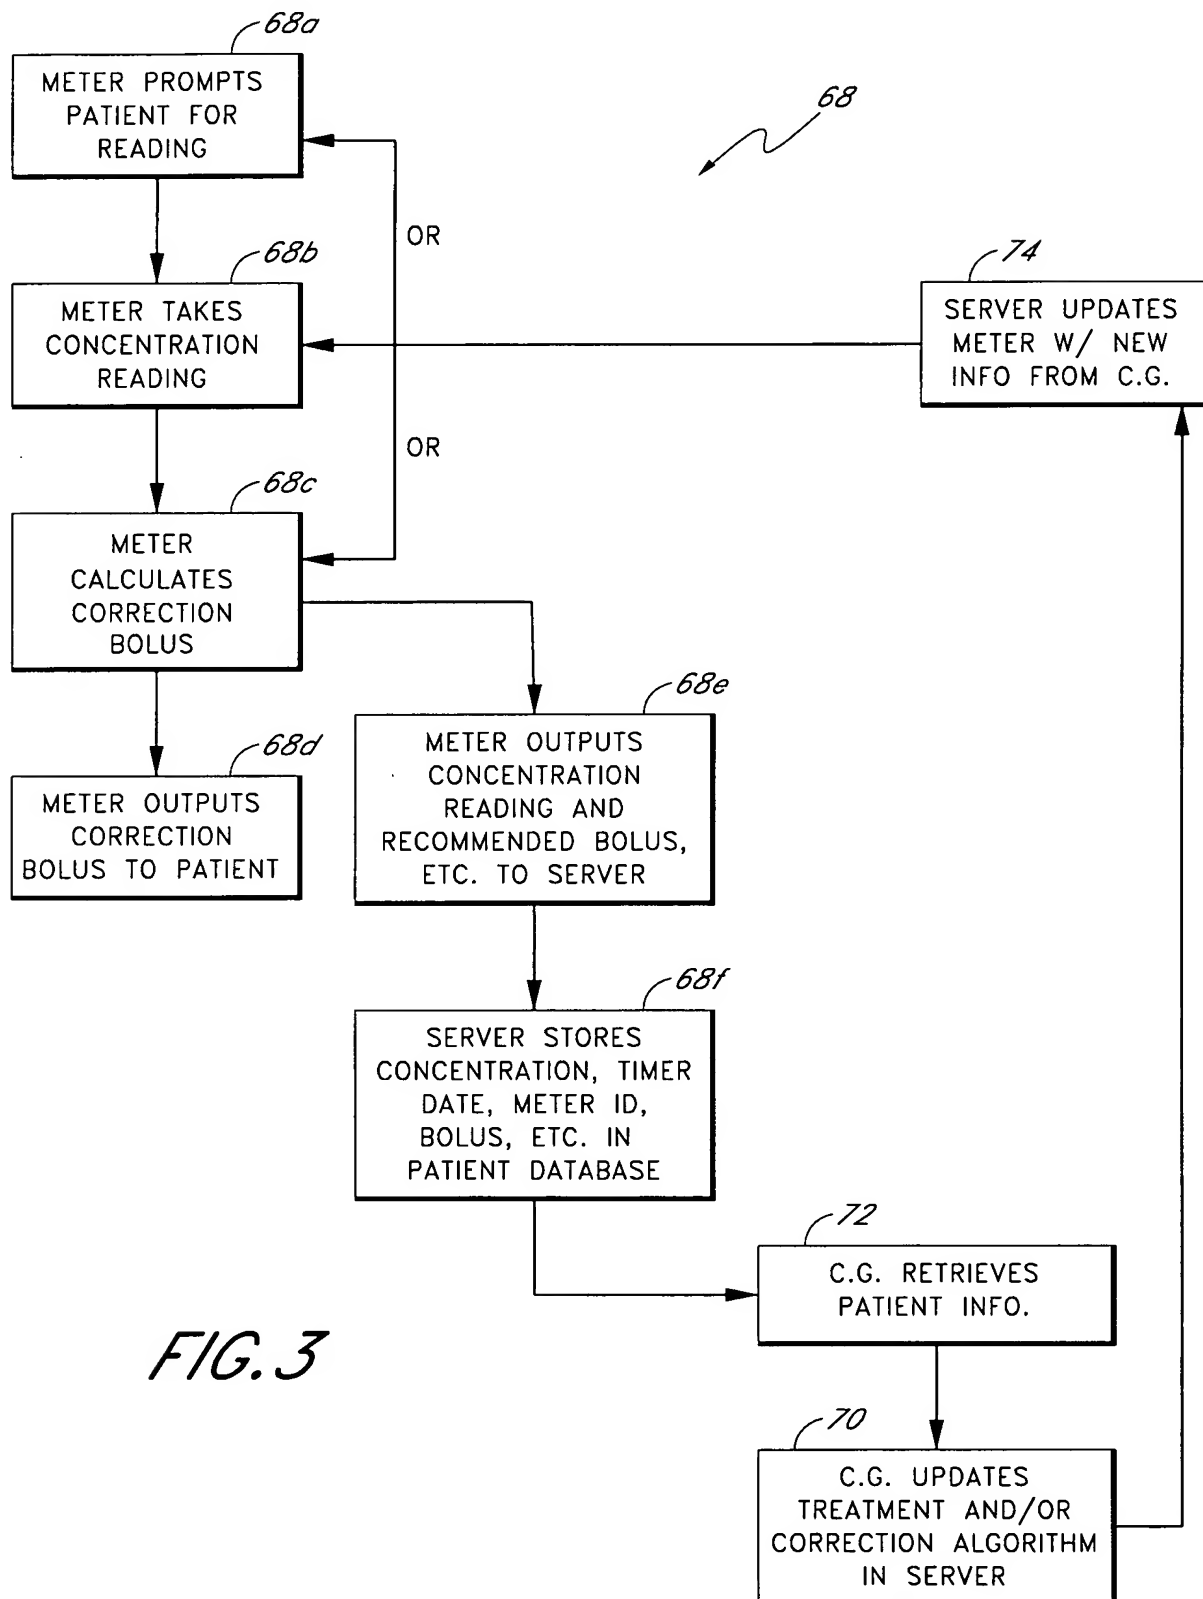 68a
METER PROMPTS
PATIENT FOR
READING
68
OR
68b
METER TAKES
CONCENTRATION
READING
74
SERVER UPDATES
METER W/ NEW
INFO FROM C.G.
OR
68c
METER
CALCULATES
CORRECTION
BOLUS
68d
METER OUTPUTS
CORRECTION
BOLUS TO PATIENT
68e
METER OUTPUTS
CONCENTRATION
READING AND
RECOMMENDED BOLUS,
ETC. TO SERVER
68f
SERVER STORES
CONCENTRATION, TIMER
DATE, METER ID,
BOLUS, ETC. IN
PATIENT DATABASE
72
C.G. RETRIEVES
PATIENT INFO.
70
C.G. UPDATES
TREATMENT AND/OR
CORRECTION ALGORITHM
IN SERVER
FIG. 3